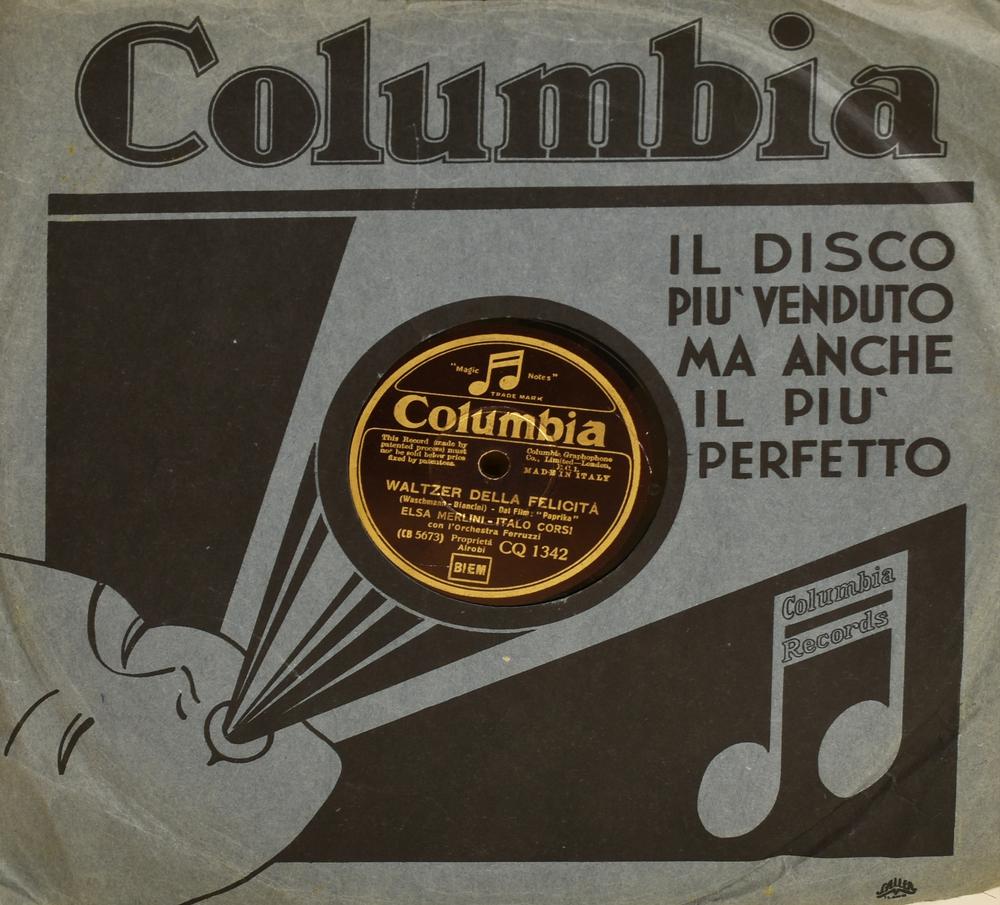 Columbia
IL DISCO
PIU` VENDUTO
MA ANCHE
IL PIU`
PERFETTO
"Magic Notes"
TRADE MARK
Columbia
This Record (made by
patented process) must
not be sold below price
fixed by patentees.
Columbia Graphophone
Co., Limited—London,
E.C.1.
MADE IN ITALY
WALTZER DELLA FELICITÀ
(Waschmann-Biancini) - Dal Film: "Paprika"
ELSA MERLINI - ITALO CORSI
con l'Orchestra Ferruzzi
(CB 5673) Proprietà CQ 1342
Airobi
BIEM
Columbia
Records